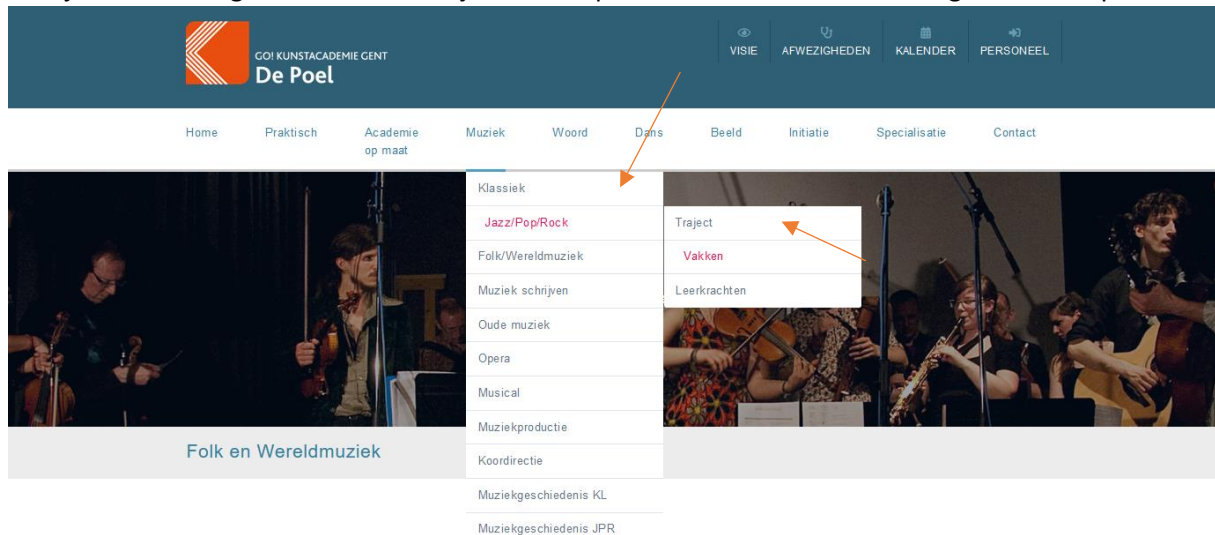 GO! KUNSTACADEMIE GENT
De Poel
VISIE
AFWEZIGHEDEN
KALENDER
PERSONEEL
Home
Praktisch
Academie
op maat
Muziek
Woord
Dans
Beeld
Initiatie
Specialisatie
Contact
Klassiek
Jazz/Pop/Rock
Folk/Wereldmuziek
Muziek schrijven
Oude muziek
Opera
Musical
Muziekproductie
Koordirectie
Muziekgeschiedenis KL
Muziekgeschiedenis JPR
Traject
Vakken
Leerkrachten
Folk en Wereldmuziek